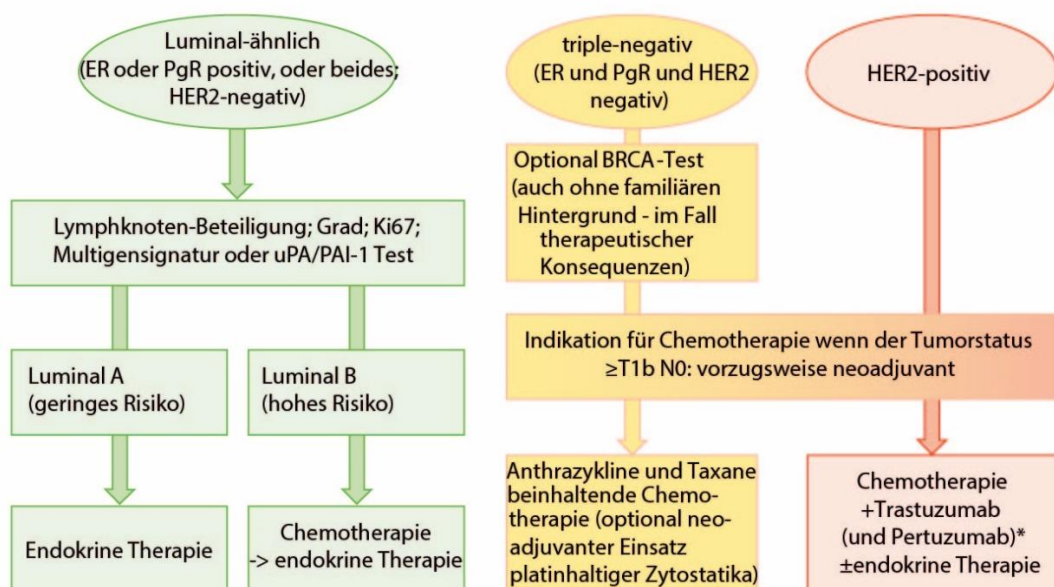 Luminal-ähnlich
(ER oder PgR positiv, oder beides;
HER2-negativ)
Lymphknoten-Beteiligung; Grad; Ki67;
Multigensignatur oder uPA/PAI-1 Test
Luminal A
(geringes Risiko)
Luminal B
(hohes Risiko)
Endokrine Therapie
Chemotherapie
-> endokrine Therapie
triple-negativ
(ER und PgR und HER2
negativ)
Optional BRCA-Test
(auch ohne familiären
Hintergrund - im Fall
therapeutischer
Konsequenzen)
HER2-positiv
Indikation für Chemotherapie wenn der Tumorstatus
≥T1b N0: vorzugsweise neoadjuvant
Anthrazykline und Taxane
beinhaltende Chemo-
therapie (optional neo-
adjuvanter Einsatz
platinhaltiger Zytostatika)
Chemotherapie
+Trastuzumab
(und Pertuzumab)*
±endokrine Therapie